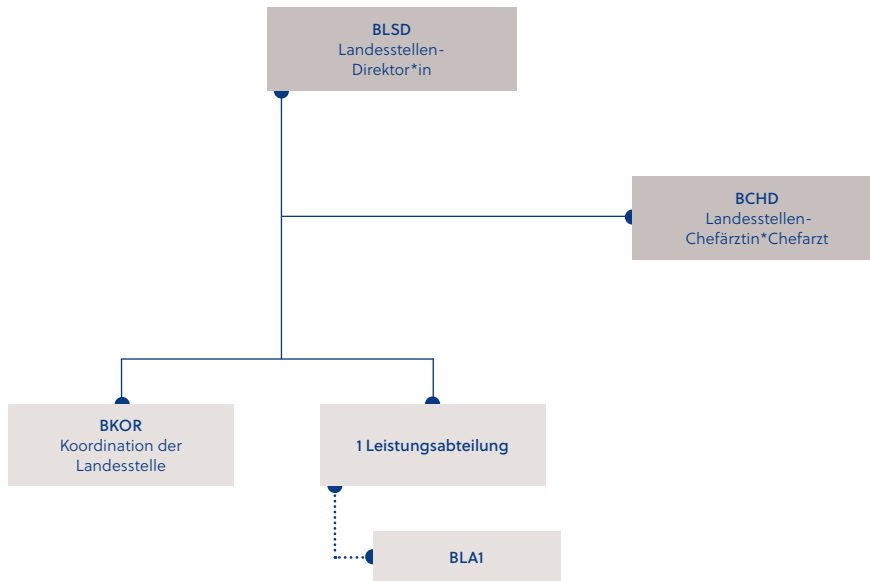 BLSD
Landesstellen-
Direktor*in
BCHD
Landesstellen-
Chefärztin*Chefarzt
BKOR
Koordination der
Landesstelle
1 Leistungsabteilung
BLA1